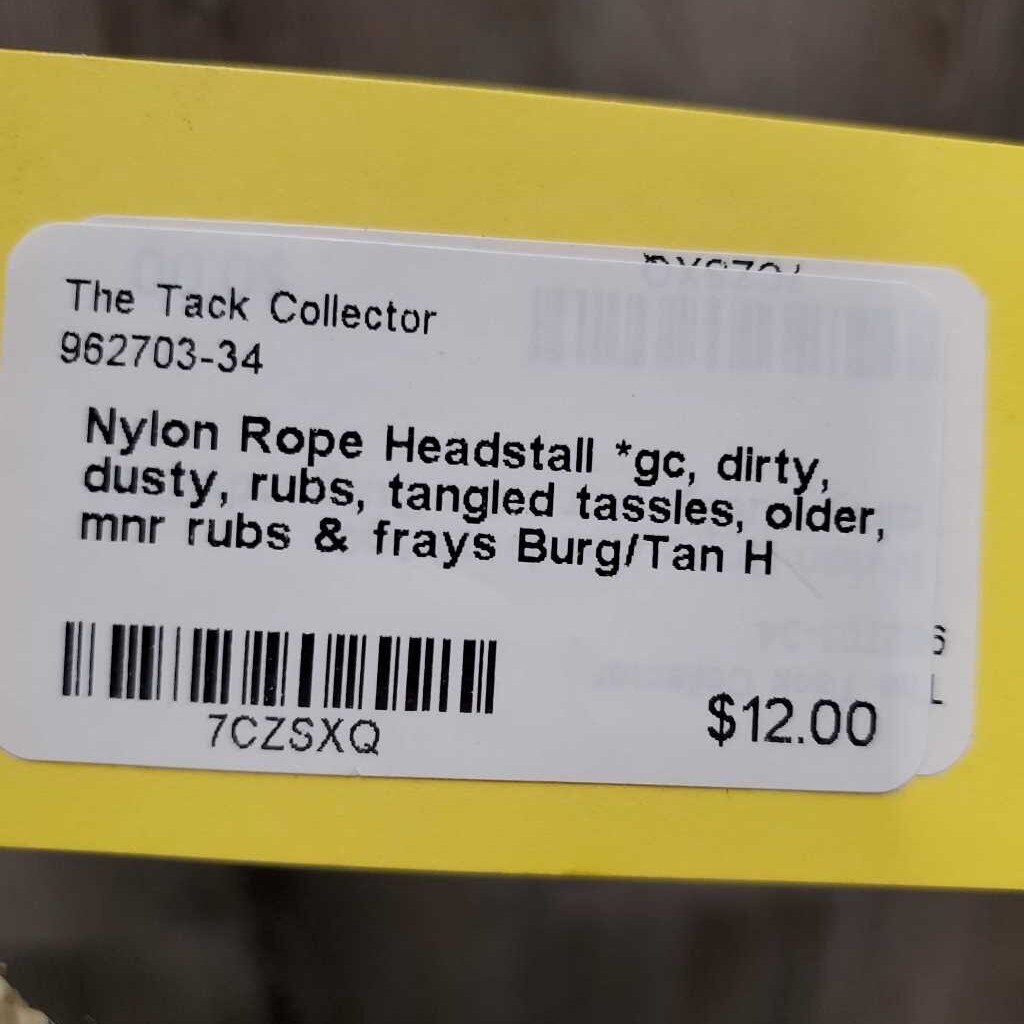 The Tack Collector
962703-34
Nylon Rope Headstall *gc, dirty,
dusty, rubs, tangled tassles, older,
mnr rubs & frays Burg/Tan H
7CZSXQ
$12.00